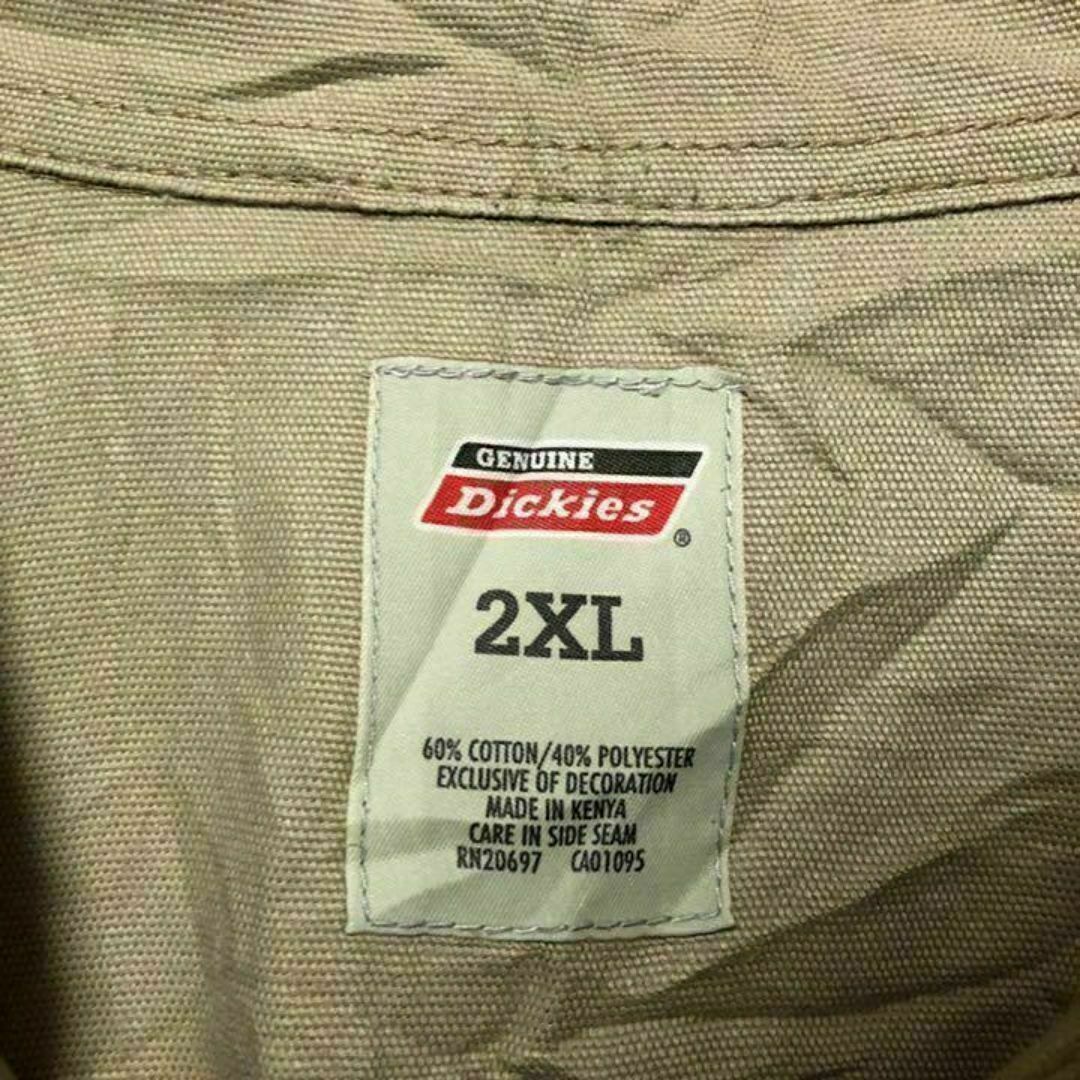 GENUINE
Dickies
®
2XL
60% COTTON/40% POLYESTER
EXCLUSIVE OF DECORATION
MADE IN KENYA
CARE IN SIDE SEAM
RN20697 CA01095